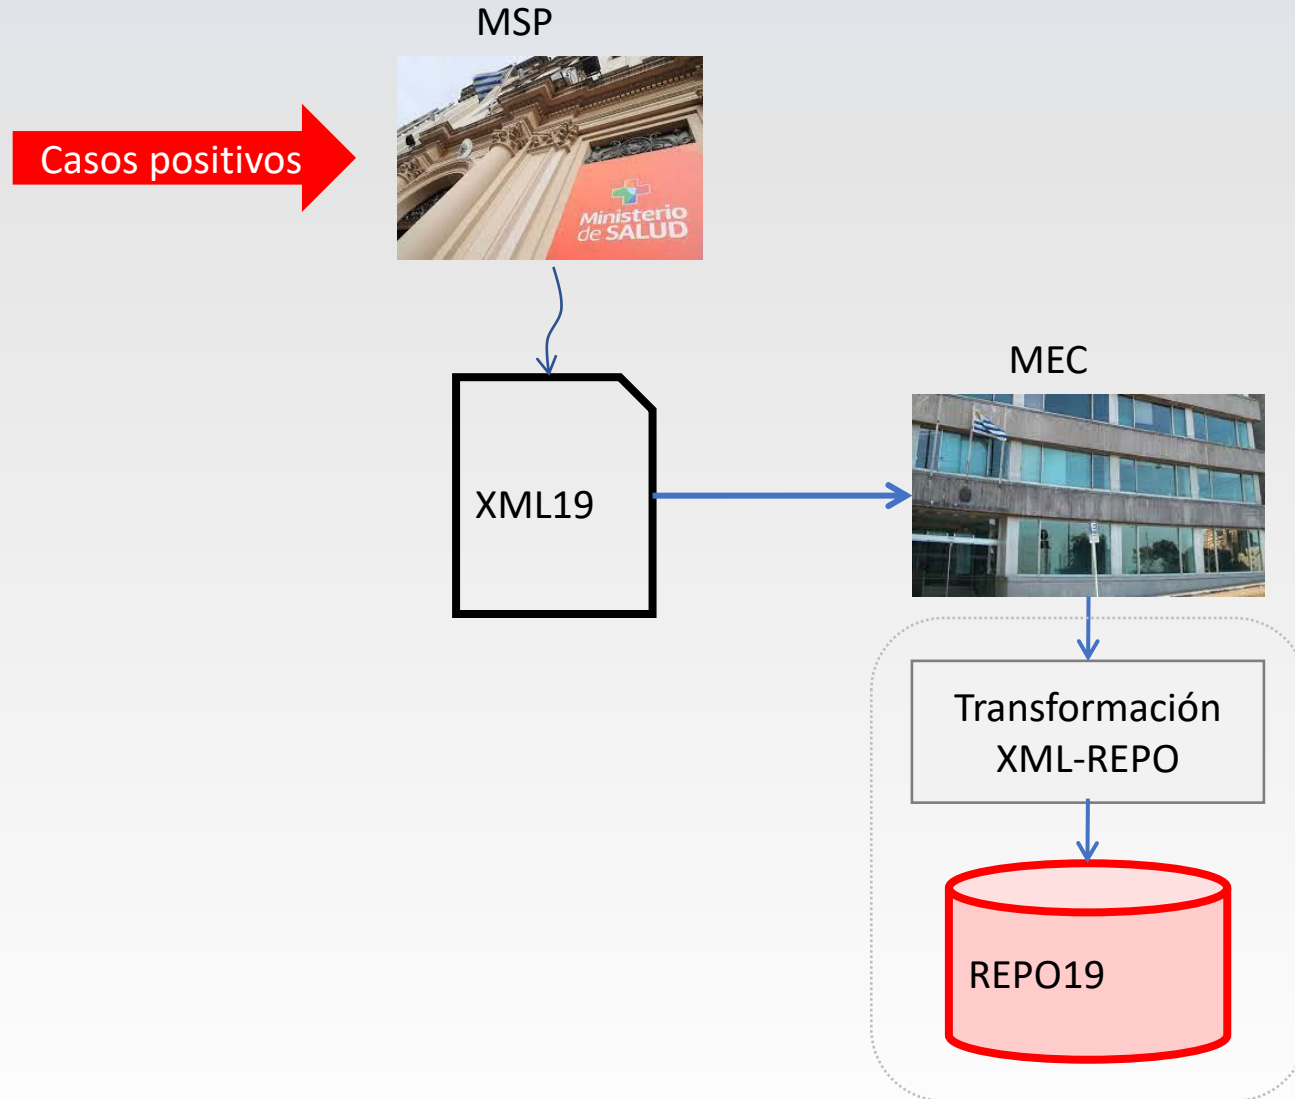 MSP
Casos positivos
Ministerio
de SALUD
MEC
XML19
Transformación
XML-REPO
REPO19